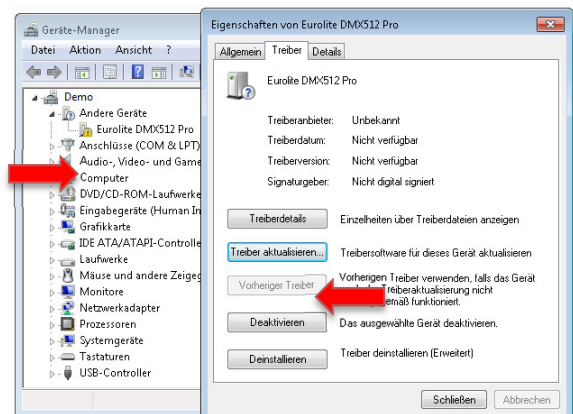 Geräte-Manager
Datei Aktion Ansicht ?
Demo
Andere Geräte
Eurolite DMX512 Pro
Anschlüsse (COM & LPT)
Audio-, Video- und Game
Computer
DVD/CD-ROM-Laufwerke
Eingabegeräte (Human In
Grafikkarte
IDE ATA/ATAPI-Controlle
Laufwerke
Mäuse und andere Zeigeg
Monitore
Netzwerkadapter
Prozessoren
Systemgeräte
Tastaturen
USB-Controller
Eigenschaften von Eurolite DMX512 Pro
Allgemein Treiber Details
Eurolite DMX512 Pro
Treiberanbieter: Unbekannt
Treiberdatum: Nicht verfügbar
Treiberversion: Nicht verfügbar
Signaturgeber: Nicht digital signiert
Treiberdetails Einzelheiten über Treiberdateien anzeigen
Treiber aktualisieren... Treibersoftware für dieses Gerät aktualisieren
Vorheriger Treiber Vorherigen Treiber verwenden, falls das Gerät
Treiberaktualisierung nicht
funktioniert.
Deaktivieren Das ausgewählte Gerät deaktivieren.
Deinstallieren Treiber deinstallieren (Erweitert)
Schließen Abbrechen